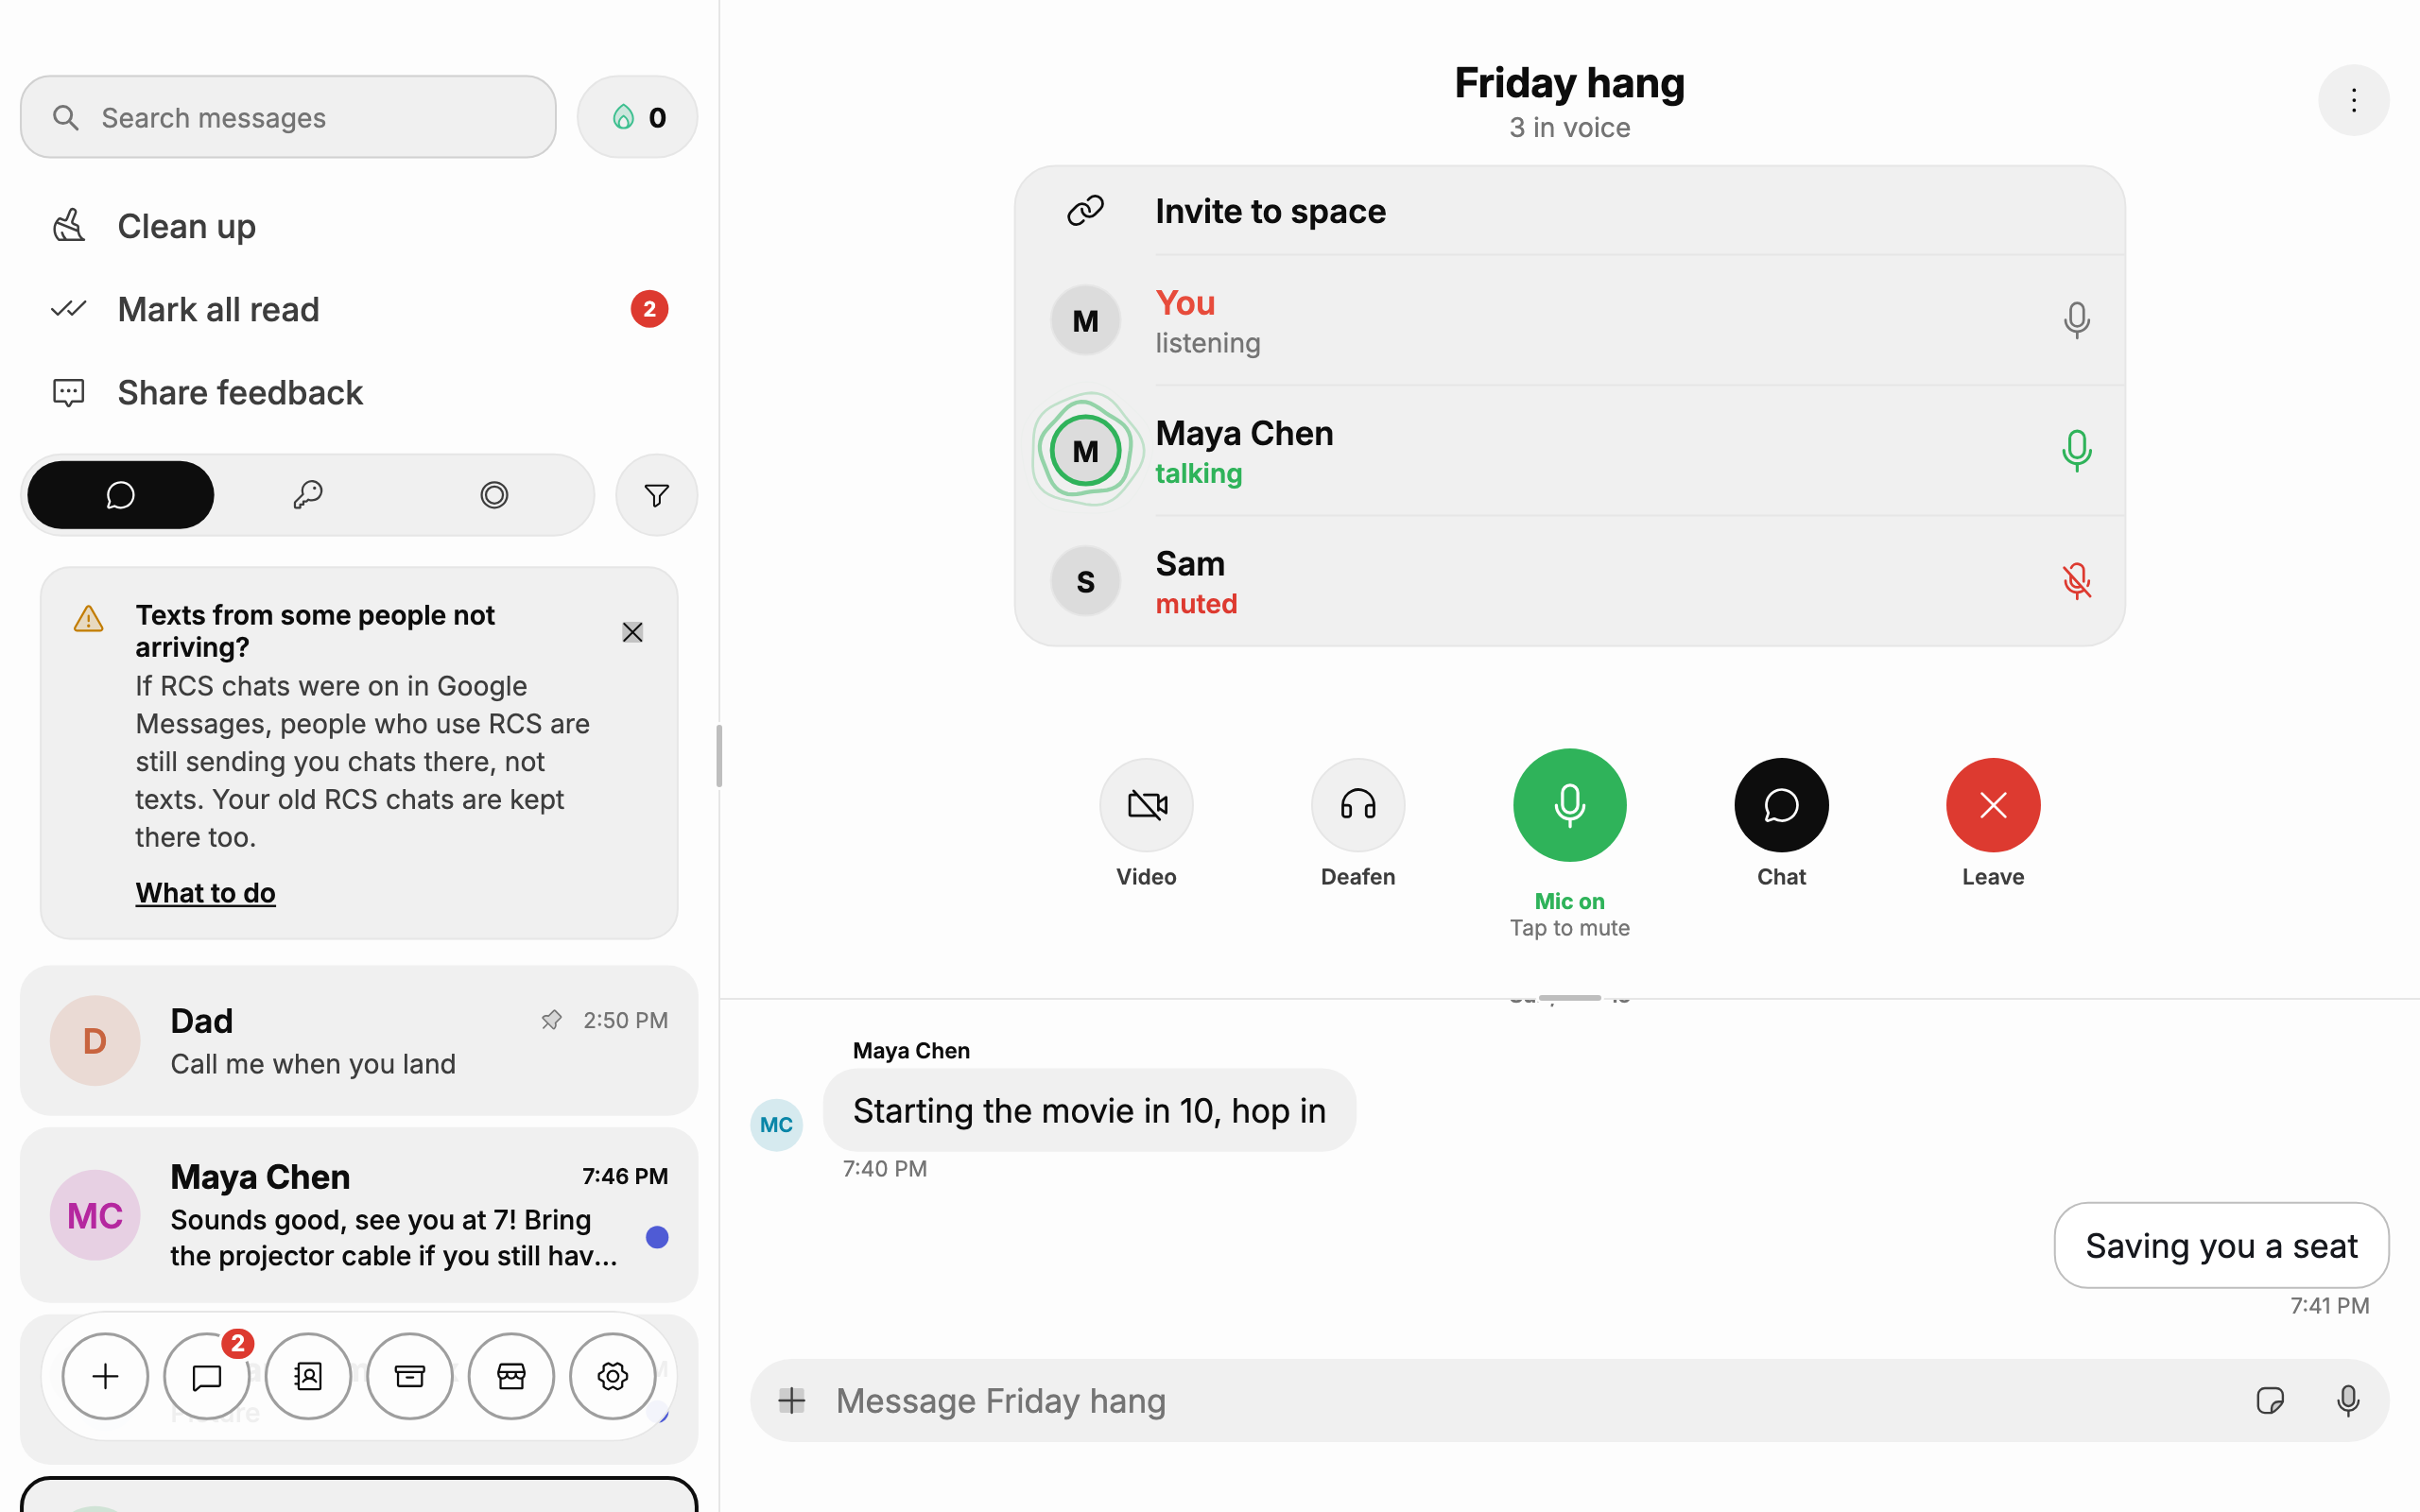 Search messages
0
Clean up
Mark all read
2
Share feedback
Texts from some people not
arriving?
If RCS chats were on in Google
Messages, people who use RCS are
still sending you chats there, not
texts. Your old RCS chats are kept
there too.
What to do
D
Dad
2:50 PM
Call me when you land
MC
Maya Chen
7:46 PM
Sounds good, see you at 7! Bring
the projector cable if you still hav...
2
Friday hang
3 in voice
Invite to space
M
You
listening
M
Maya Chen
talking
S
Sam
muted
Video
Deafen
Mic on
Tap to mute
Chat
Leave
Maya Chen
MC
Starting the movie in 10, hop in
7:40 PM
Saving you a seat
7:41 PM
Message Friday hang